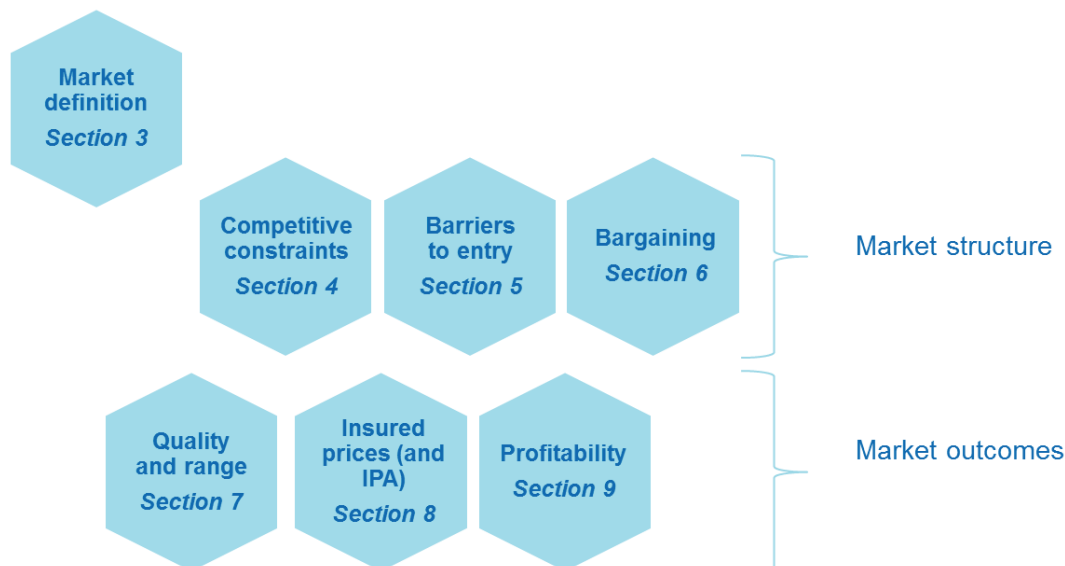 Market
definition
Section 3
Competitive
constraints
Section 4
Barriers
to entry
Section 5
Bargaining
Section 6
Market structure
Quality
and range
Section 7
Insured
prices (and
IPA)
Section 8
Profitability
Section 9
Market outcomes